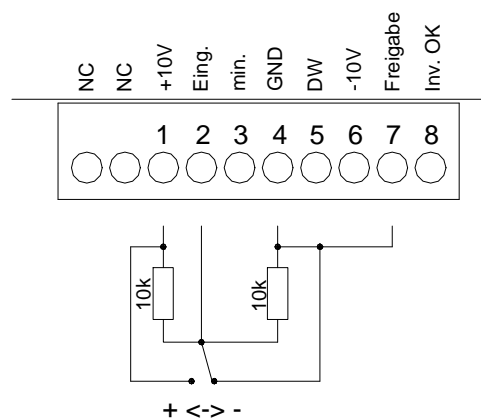 NC NC +10V Eing. min. GND DW -10V Freigabe Inv. OK
1 2 3 4 5 6 7 8
10k 10k
+ <-> -